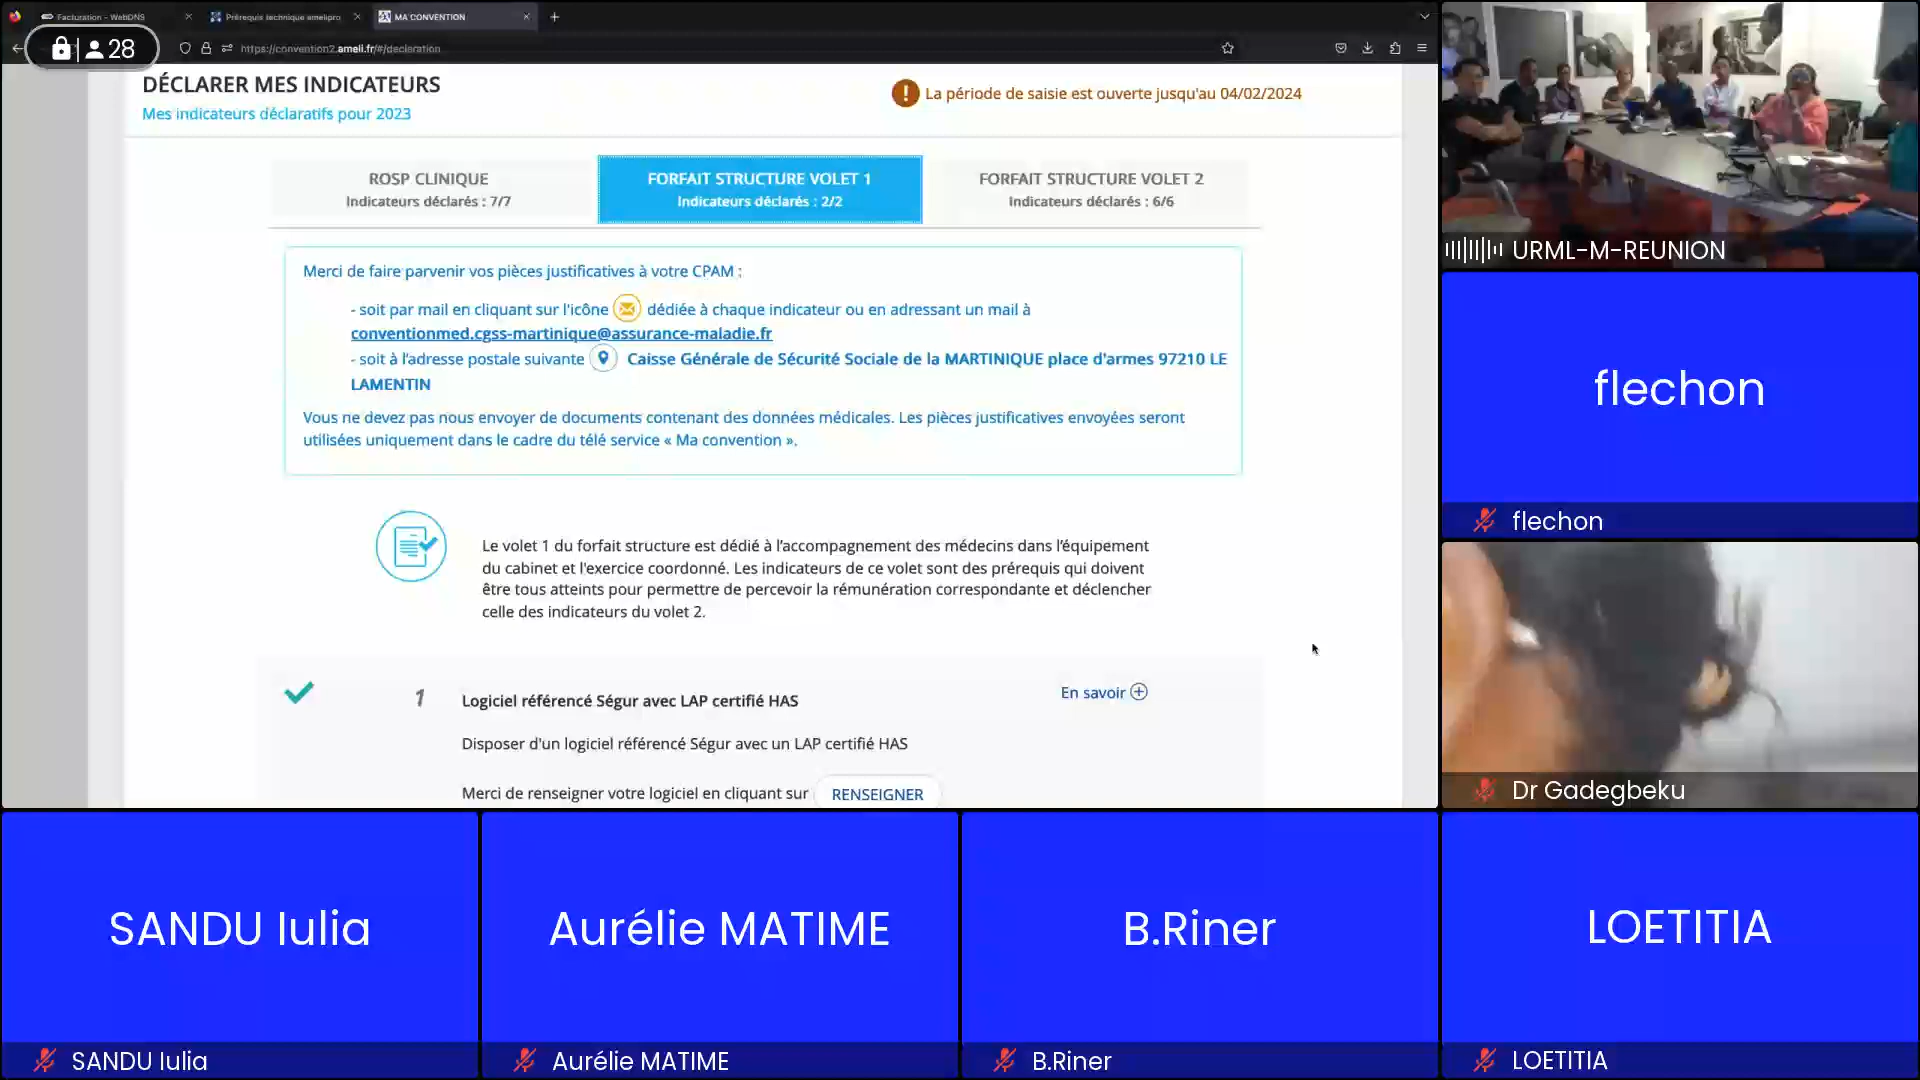 Facturation - WebDNS
Prérequis technique amelipro
MA CONVENTION
28
https://convention2.ameli.fr/#/declaration
DÉCLARER MES INDICATEURS
Mes indicateurs déclaratifs pour 2023
La période de saisie est ouverte jusqu'au 04/02/2024
ROSP CLINIQUE
Indicateurs déclarés : 7/7
FORFAIT STRUCTURE VOLET 1
Indicateurs déclarés : 2/2
FORFAIT STRUCTURE VOLET 2
Indicateurs déclarés : 6/6
Merci de faire parvenir vos pièces justificatives à votre CPAM :
- soit par mail en cliquant sur l'icône dédiée à chaque indicateur ou en adressant un mail à
conventionmed.cgss-martinique@assurance-maladie.fr
- soit à l'adresse postale suivante Caisse Générale de Sécurité Sociale de la MARTINIQUE place d'armes 97210 LE
LAMENTIN
Vous ne devez pas nous envoyer de documents contenant des données médicales. Les pièces justificatives envoyées seront
utilisées uniquement dans le cadre du télé service « Ma convention ».
Le volet 1 du forfait structure est dédié à l'accompagnement des médecins dans l'équipement
du cabinet et l'exercice coordonné. Les indicateurs de ce volet sont des prérequis qui doivent
être tous atteints pour permettre de percevoir la rémunération correspondante et déclencher
celle des indicateurs du volet 2.
1 Logiciel référencé Ségur avec LAP certifié HAS
En savoir
Disposer d'un logiciel référencé Ségur avec un LAP certifié HAS
Merci de renseigner votre logiciel en cliquant sur RENSEIGNER
URML-M-REUNION
flechon
flechon
Dr Gadegbeku
SANDU Iulia
SANDU Iulia
Aurélie MATIME
Aurélie MATIME
B.Riner
B.Riner
LOETITIA
LOETITIA